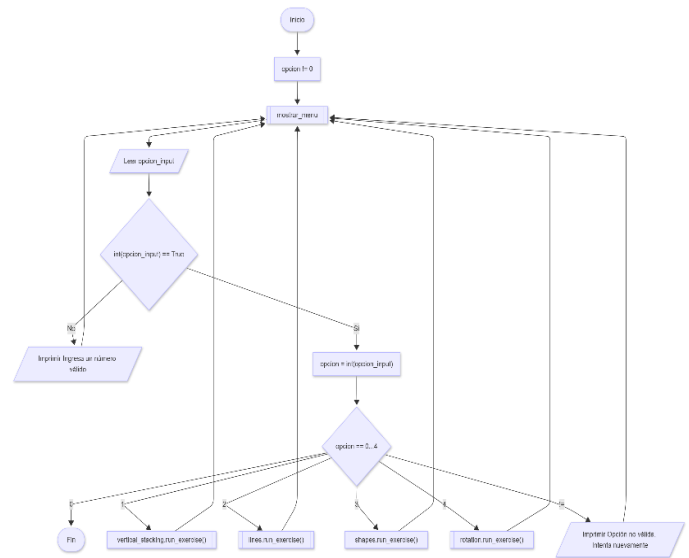 Inicio
opcion != 0
mostrar_menu
Leer opcion_input
int(opcion_input) == True
No
Si
Imprimir Ingresa un número
válido
opcion = int(opcion_input)
opcion == 0...4
0
1
2
3
4
Fin
vertical_stacking.run_exercise()
lines.run_exercise()
shapes.run_exercise()
rotation.run_exercise()
Imprimir Opción no válida.
Intenta nuevamente